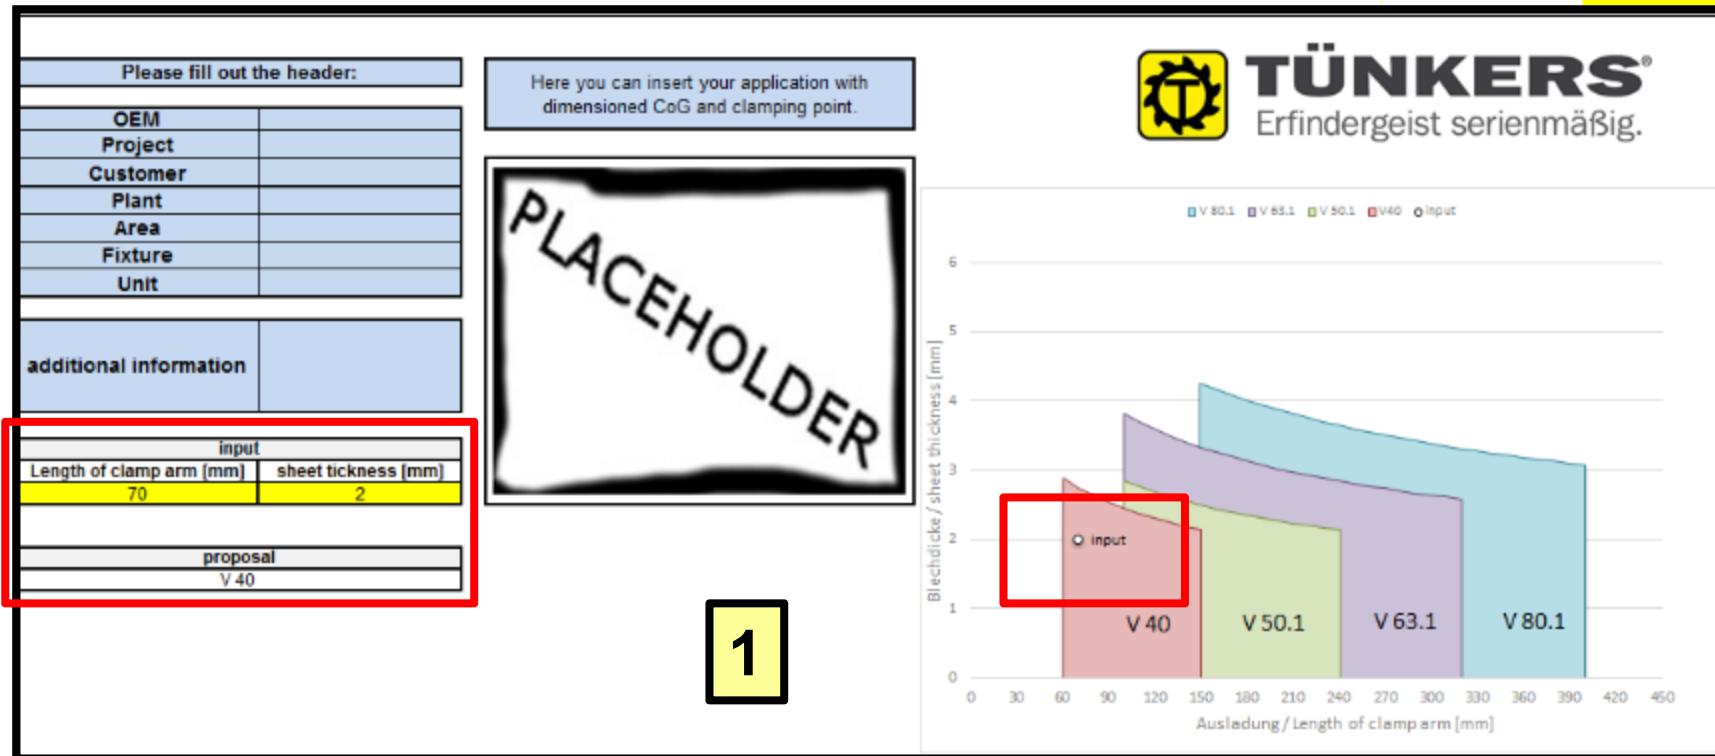 Please fill out the header:
OEM
Project
Customer
Plant
Area
Fixture
Unit
additional information
input
Length of clamp arm [mm] sheet tickness [mm]
70 2
proposal
V 40
Here you can insert your application with
dimensioned CoG and clamping point.
PLACEHOLDER
1
TÜNKERS®
Erfindergeist serienmäßig.
V 80.1 V 63.1 V 50.1 V40 input
Blechdicke / sheet thickness [mm]
6
5
4
3
2
1
0
input
V 40 V 50.1 V 63.1 V 80.1
0 30 60 90 120 150 180 210 240 270 300 330 360 390 420 450
Ausladung / Length of clamp arm [mm]